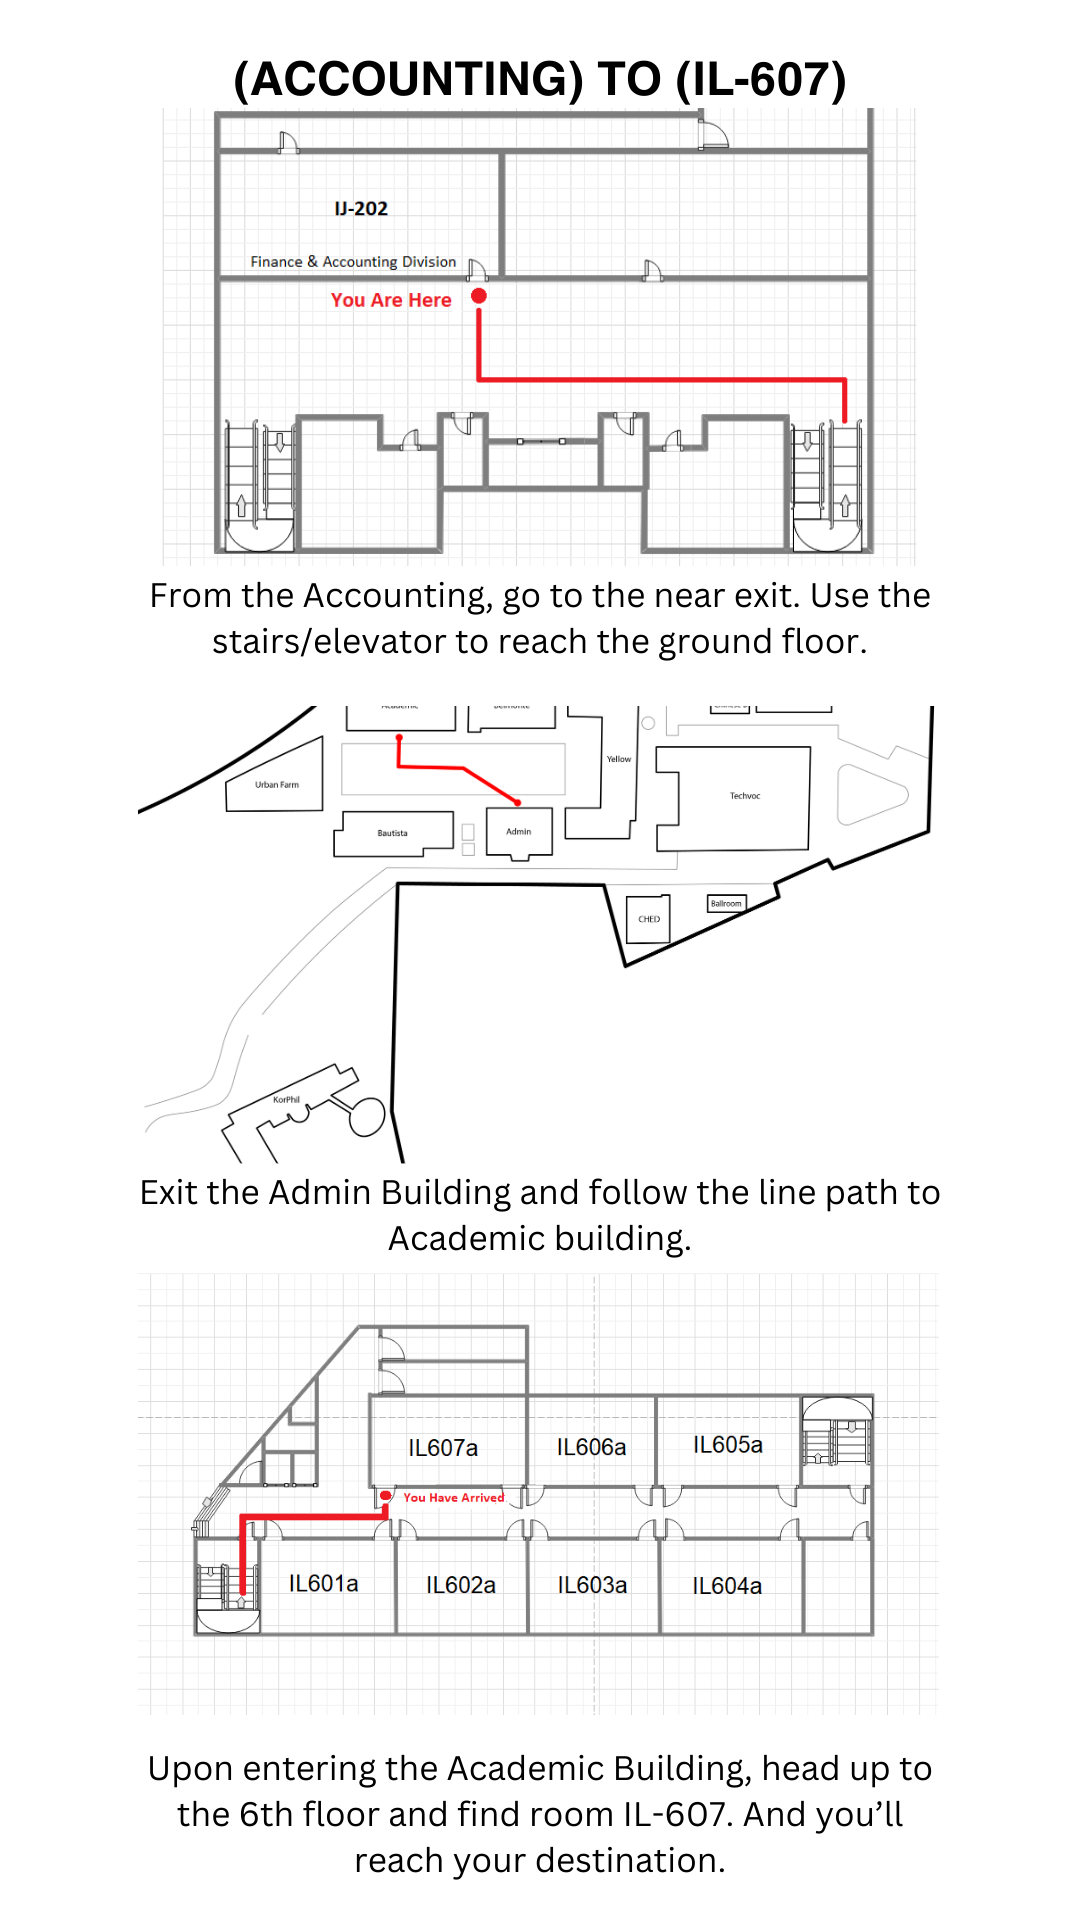 (ACCOUNTING) TO (IL-607)
IJ-202
Finance & Accounting Division
You Are Here
From the Accounting, go to the near exit. Use the
stairs/elevator to reach the ground floor.
Academic
Belmonte
Yellow
Urban Farm
Techvoc
Bautista
Admin
Ballroom
CHED
KorPhil
Exit the Admin Building and follow the line path to
Academic building.
IL607a
IL606a
IL605a
You Have Arrived
IL601a
IL602a
IL603a
IL604a
Upon entering the Academic Building, head up to
the 6th floor and find room IL-607. And you’ll
reach your destination.